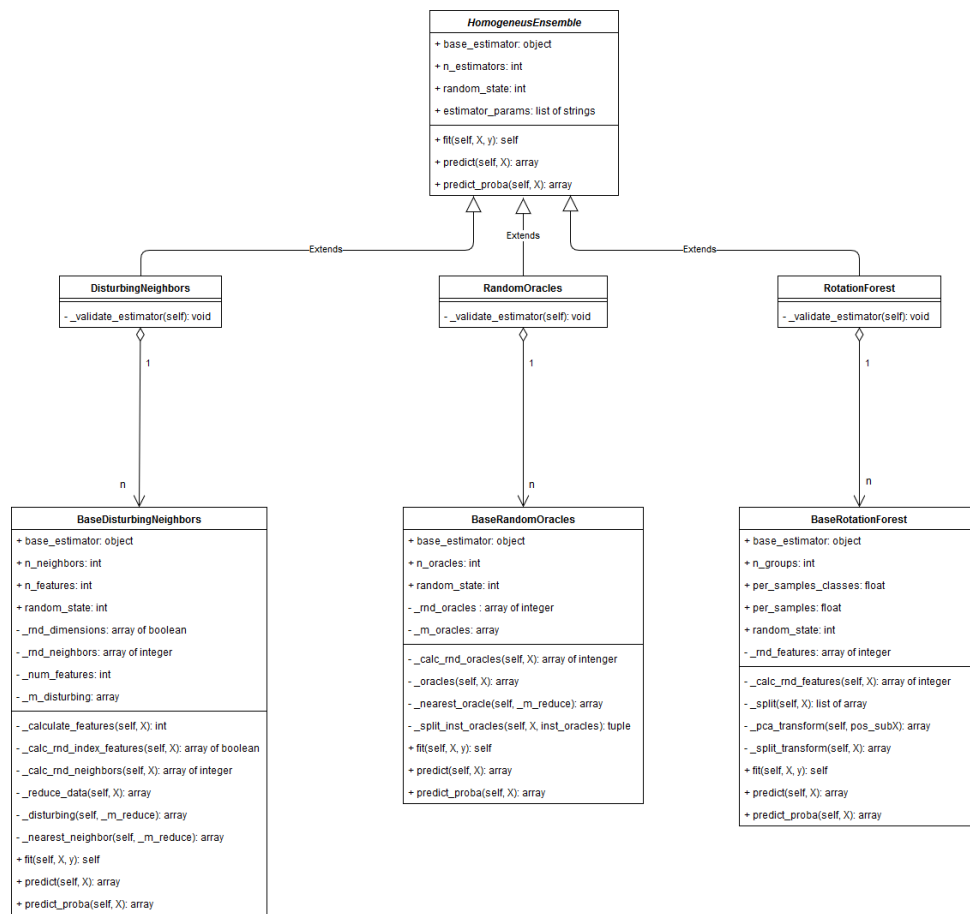 HomogeneusEnsemble
+ base_estimator: object
+ n_estimators: int
+ random_state: int
+ estimator_params: list of strings
+ fit(self, X, y): self
+ predict(self, X): array
+ predict_proba(self, X): array
Extends
Extends
Extends
DisturbingNeighbors
- _validate_estimator(self): void
RandomOracles
- _validate_estimator(self): void
RotationForest
- _validate_estimator(self): void
1
1
1
n
n
n
BaseDisturbingNeighbors
+ base_estimator: object
+ n_neighbors: int
+ n_features: int
+ random_state: int
- _rnd_dimensions: array of boolean
- _rnd_neighbors: array of integer
- _num_features: int
- _m_disturbing: array
- _calculate_features(self, X): int
- _calc_rnd_index_features(self, X): array of boolean
- _calc_rnd_neighbors(self, X): array of integer
- _reduce_data(self, X): array
- _disturbing(self, _m_reduce): array
- _nearest_neighbor(self, _m_reduce): array
+ fit(self, X, y): self
+ predict(self, X): array
+ predict_proba(self, X): array
BaseRandomOracles
+ base_estimator: object
+ n_oracles: int
+ random_state: int
- _rnd_oracles : array of integer
- _m_oracles: array
- _calc_rnd_oracles(self, X): array of intenger
- _oracles(self, X): array
- _nearest_oracle(self, _m_reduce): array
- _split_inst_oracles(self, X, inst_oracles): tuple
+ fit(self, X, y): self
+ predict(self, X): array
+ predict_proba(self, X): array
BaseRotationForest
+ base_estimator: object
+ n_groups: int
+ per_samples_classes: float
+ per_samples: float
+ random_state: int
- _rnd_features: array of integer
- _calc_rnd_features(self, X): array of integer
- _split(self X): list of array
- _pca_transform(self, pos_subX): array
- _split_transform(self, X): array
+ fit(self, X, y): self
+ predict(self, X): array
+ predict_proba(self, X): array